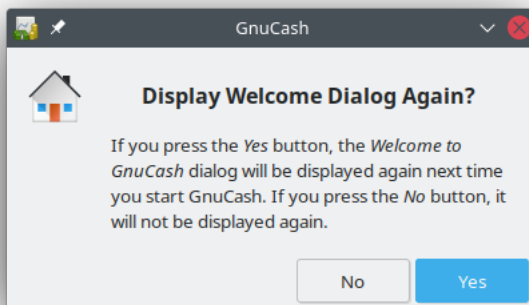 GnuCash
Display Welcome Dialog Again?
If you press the Yes button, the Welcome to
GnuCash dialog will be displayed again next time
you start GnuCash. If you press the No button, it
will not be displayed again.
No
Yes